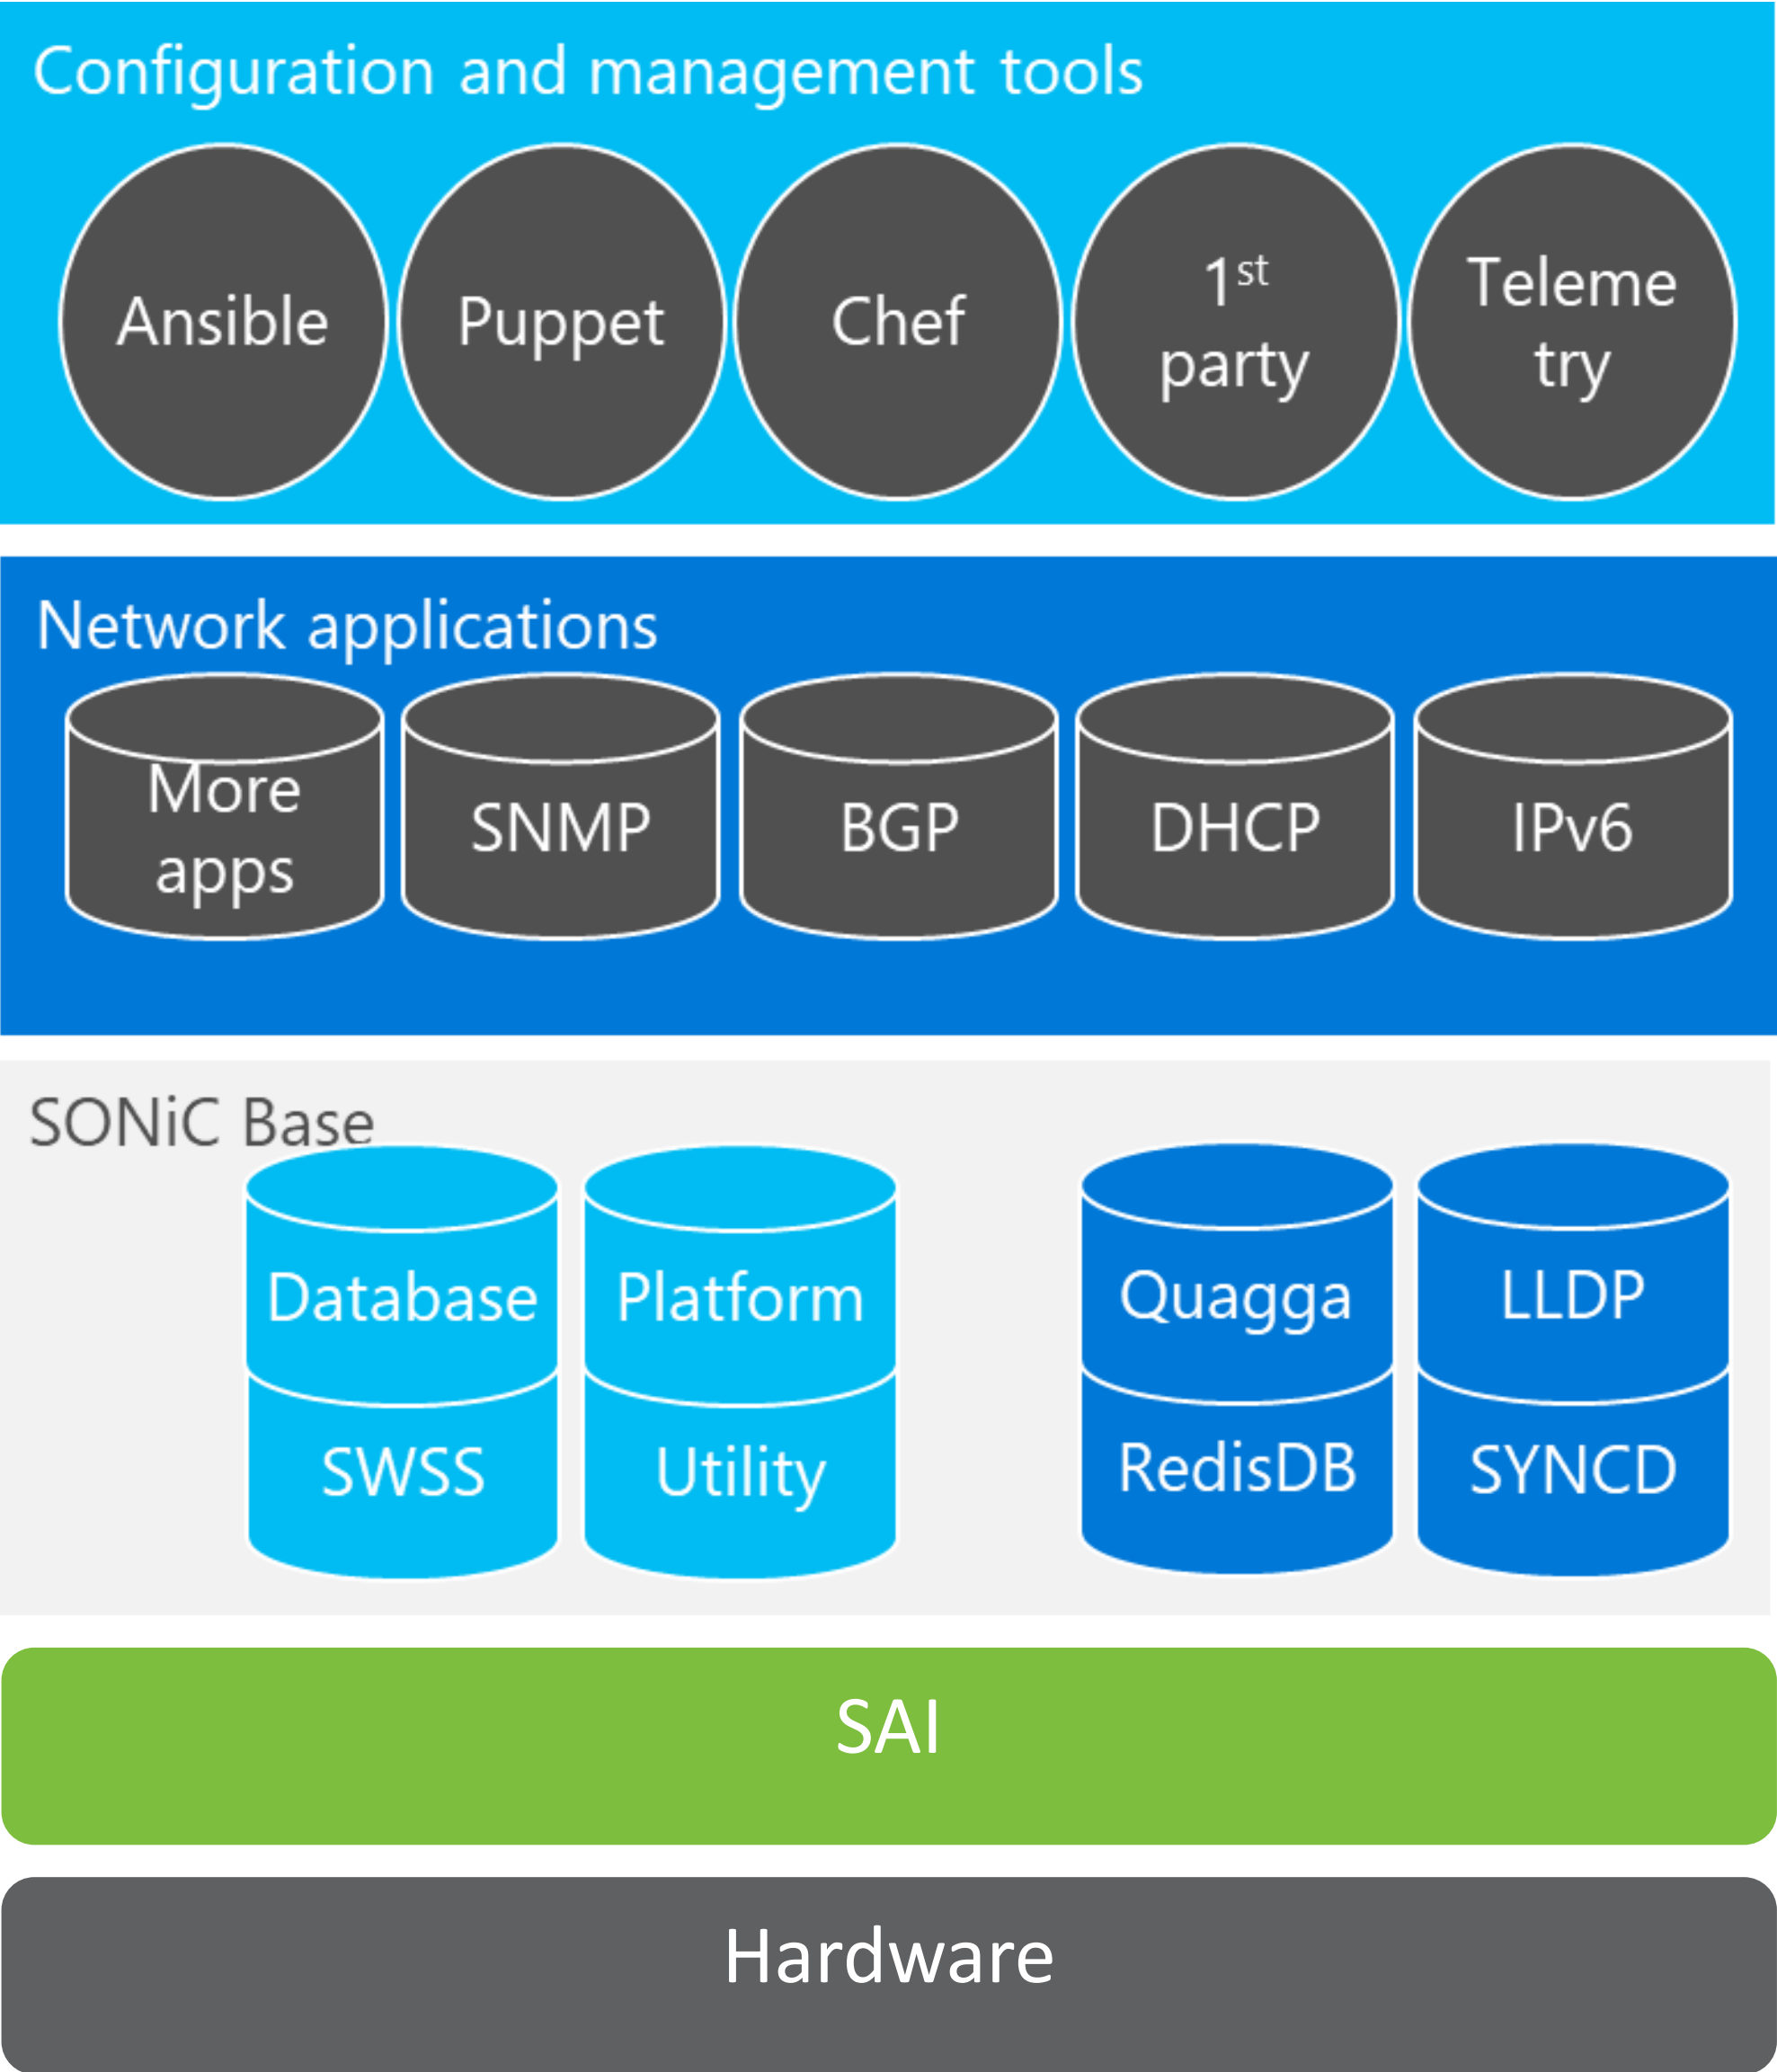 Configuration and management tools
Ansible
Puppet
Chef
1st
party
Teleme
try
Network applications
More
apps
SNMP
BGP
DHCP
IPv6
SONiC Base
Database
Platform
Quagga
LLDP
SWSS
Utility
RedisDB
SYNCD
SAI
Hardware